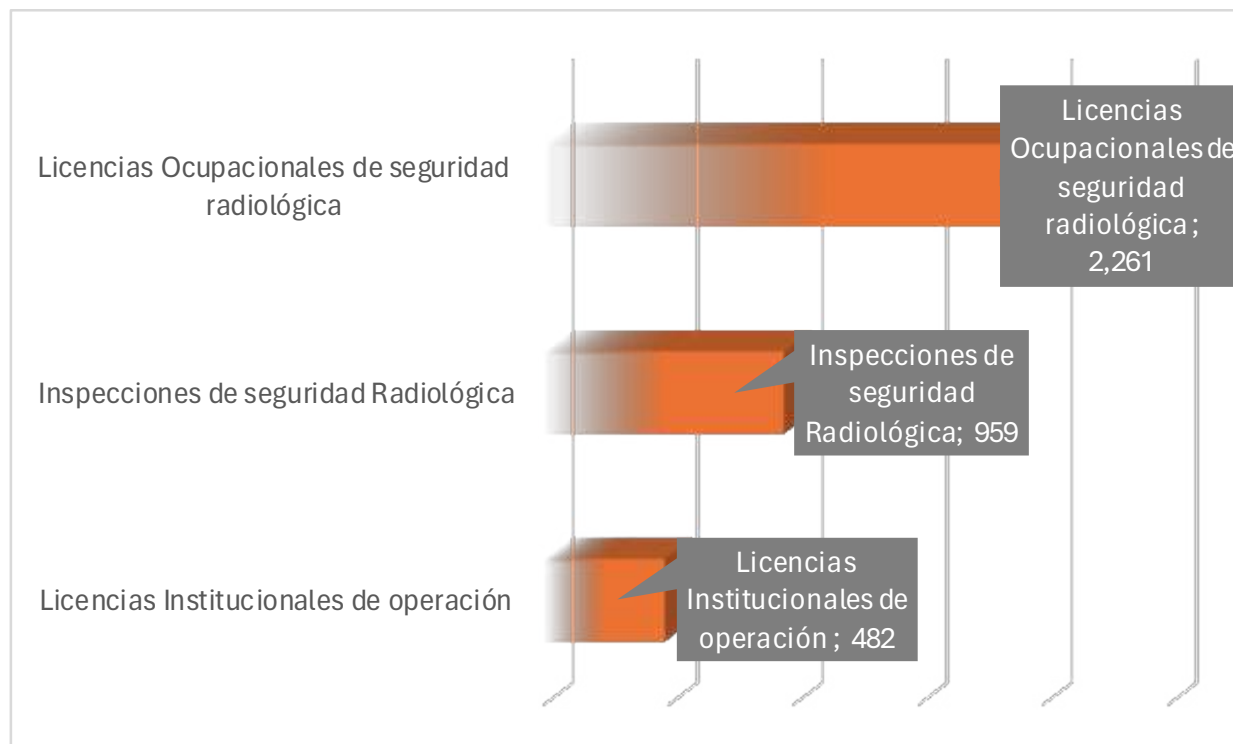 Licencias Ocupacionales de seguridad
radiológica
Licencias
Ocupacionales de
seguridad
radiológica ;
2,261
Inspecciones de seguridad Radiológica
Inspecciones de
seguridad
Radiológica; 959
Licencias Institucionales de operación
Licencias
Institucionales de
operación ; 482